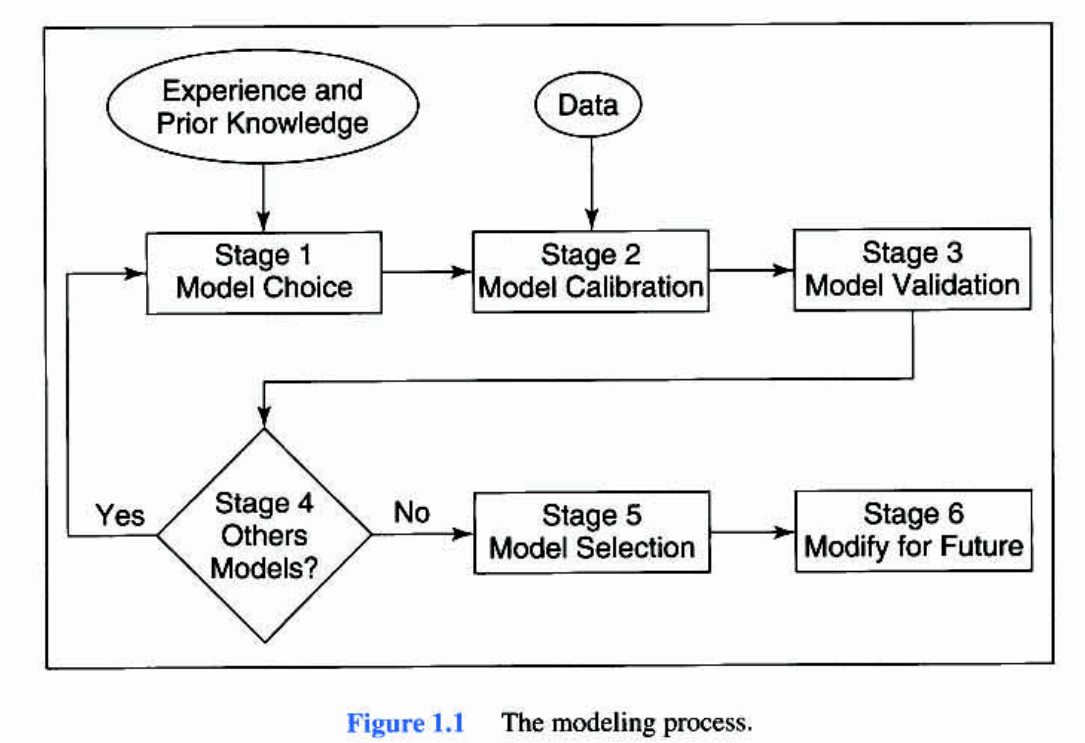 Experience and
Prior Knowledge
Data
Stage 1
Model Choice
Stage 2
Model Calibration
Stage 3
Model Validation
Stage 4
Others
Models?
Yes
No
Stage 5
Model Selection
Stage 6
Modify for Future
Figure 1.1 The modeling process.